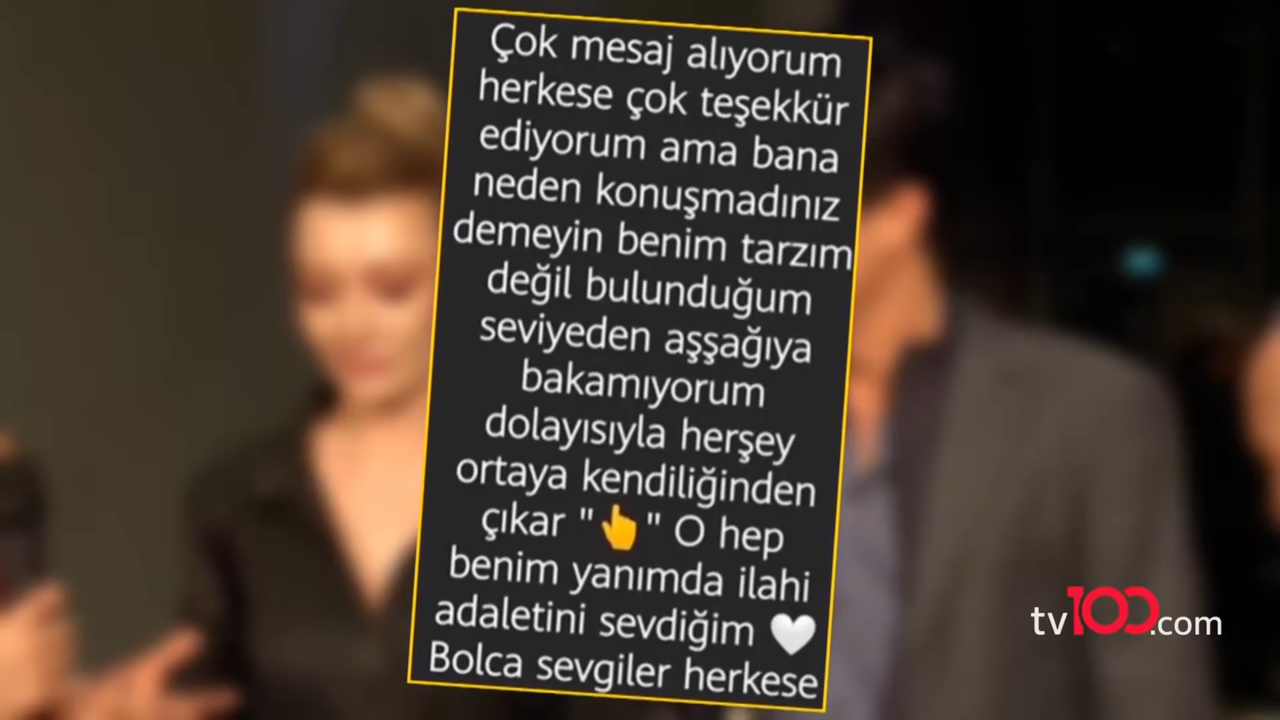 Çok mesaj alıyorum
herkese çok teşekkür
ediyorum ama bana
neden konuşmadınız
demeyin benim tarzım
değil bulunduğum
seviyeden aşşağıya
bakamıyorum
dolayısıyla herşey
ortaya kendiliğinden
çıkar "👆" O hep
benim yanımda ilahi
adaletini sevdiğim 🤍
Bolca sevgiler herkese
tv100.com